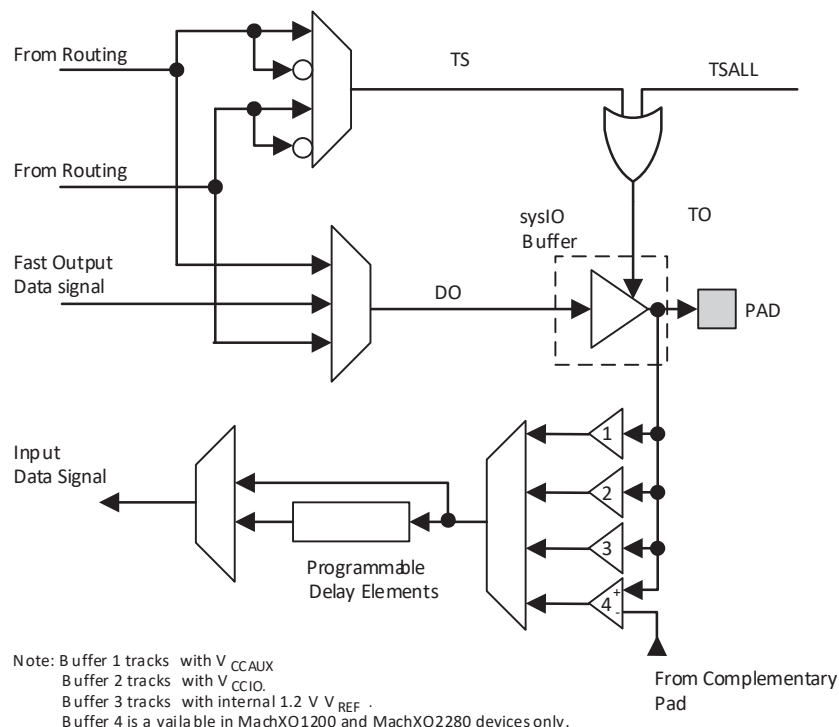 From Routing
TS
TSALL
From Routing
sysIO
Buffer
TO
Fast Output
Data signal
DO
PAD
Input
Data Signal
1
2
3
4
+
-
Programmable
Delay Elements
From Complementary
Pad
Note: Buffer 1 tracks with VCCAUX
Buffer 2 tracks with VCCIO.
Buffer 3 tracks with internal 1.2 V VREF.
Buffer 4 is available in MachXO1200 and MachXO2280 devices only.